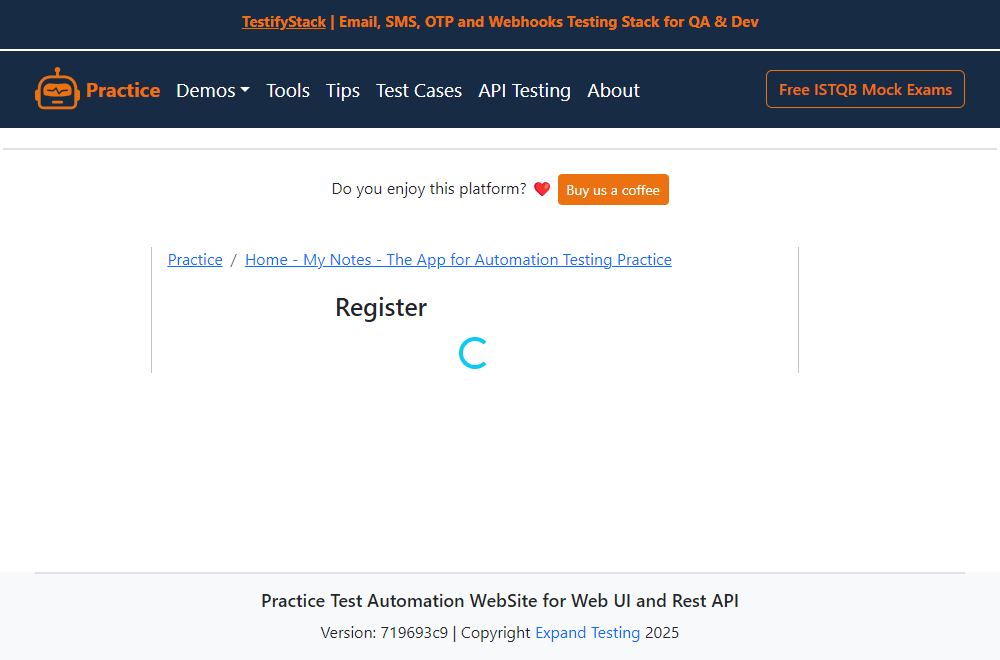 TestifyStack | Email, SMS, OTP and Webhooks Testing Stack for QA & Dev
Practice Demos Tools Tips Test Cases API Testing About Free ISTQB Mock Exams
Do you enjoy this platform? Buy us a coffee
Practice / Home - My Notes - The App for Automation Testing Practice
Register
Practice Test Automation WebSite for Web UI and Rest API
Version: 719693c9 | Copyright Expand Testing 2025